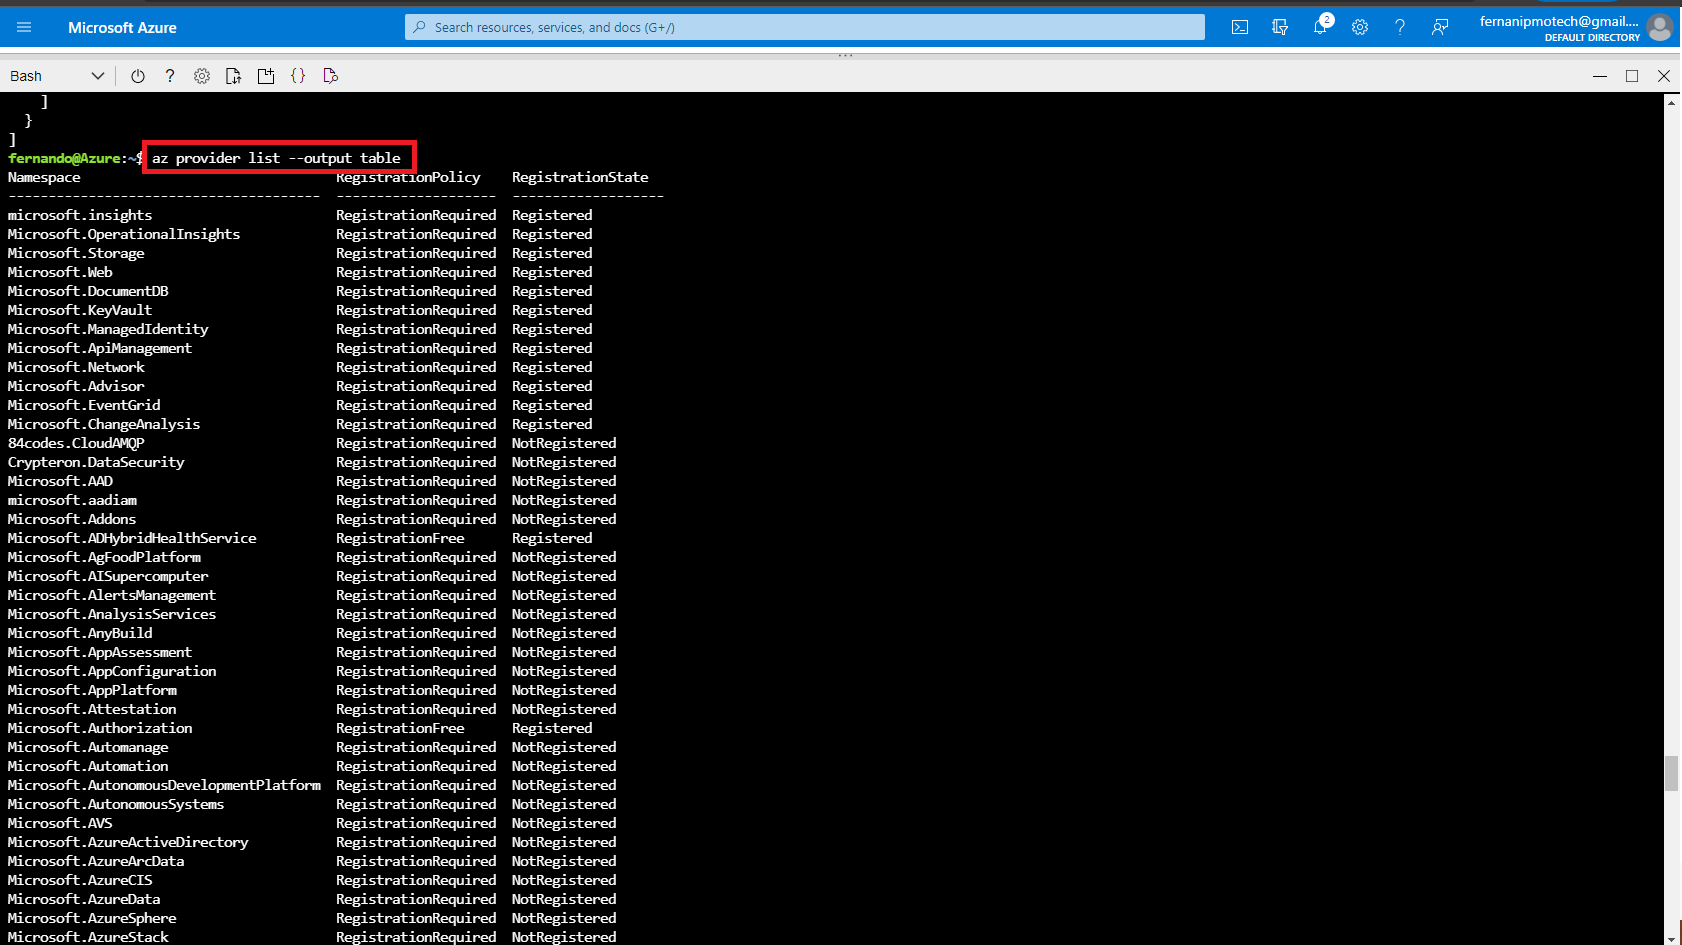 Microsoft Azure
Search resources, services, and docs (G+/)
2
fernanipmotech@gmail....
DEFAULT DIRECTORY
Bash
]
}
]
fernando@Azure:~$ az provider list --output table
Namespace RegistrationPolicy RegistrationState
--------------------------------------- -------------------- -------------------
microsoft.insights RegistrationRequired Registered
Microsoft.OperationalInsights RegistrationRequired Registered
Microsoft.Storage RegistrationRequired Registered
Microsoft.Web RegistrationRequired Registered
Microsoft.DocumentDB RegistrationRequired Registered
Microsoft.KeyVault RegistrationRequired Registered
Microsoft.ManagedIdentity RegistrationRequired Registered
Microsoft.ApiManagement RegistrationRequired Registered
Microsoft.Network RegistrationRequired Registered
Microsoft.Advisor RegistrationRequired Registered
Microsoft.EventGrid RegistrationRequired Registered
Microsoft.ChangeAnalysis RegistrationRequired Registered
84codes.CloudAMQP RegistrationRequired NotRegistered
Crypteron.DataSecurity RegistrationRequired NotRegistered
Microsoft.AAD RegistrationRequired NotRegistered
microsoft.aadiam RegistrationRequired NotRegistered
Microsoft.Addons RegistrationRequired NotRegistered
Microsoft.ADHybridHealthService RegistrationFree Registered
Microsoft.AgFoodPlatform RegistrationRequired NotRegistered
Microsoft.AISupercomputer RegistrationRequired NotRegistered
Microsoft.AlertsManagement RegistrationRequired NotRegistered
Microsoft.AnalysisServices RegistrationRequired NotRegistered
Microsoft.AnyBuild RegistrationRequired NotRegistered
Microsoft.AppAssessment RegistrationRequired NotRegistered
Microsoft.AppConfiguration RegistrationRequired NotRegistered
Microsoft.AppPlatform RegistrationRequired NotRegistered
Microsoft.Attestation RegistrationRequired NotRegistered
Microsoft.Authorization RegistrationFree Registered
Microsoft.Automanage RegistrationRequired NotRegistered
Microsoft.Automation RegistrationRequired NotRegistered
Microsoft.AutonomousDevelopmentPlatform RegistrationRequired NotRegistered
Microsoft.AutonomousSystems RegistrationRequired NotRegistered
Microsoft.AVS RegistrationRequired NotRegistered
Microsoft.AzureActiveDirectory RegistrationRequired NotRegistered
Microsoft.AzureArcData RegistrationRequired NotRegistered
Microsoft.AzureCIS RegistrationRequired NotRegistered
Microsoft.AzureData RegistrationRequired NotRegistered
Microsoft.AzureSphere RegistrationRequired NotRegistered
Microsoft.AzureStack RegistrationRequired NotRegistered